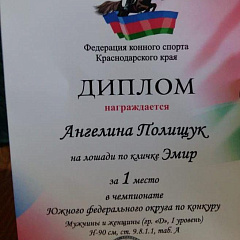 Федерация конного спорта
Краснодарского края
ДИПЛОМ
награждается
Ангелина Полищук
на лошади по кличке Эмир
за 1 место
в чемпионате
Южного федерального округа по конкуру
Мужчины и женщины (гр. «D», 1 уровень)
Н-90 см, ст. 9.8.1.1, таб. А